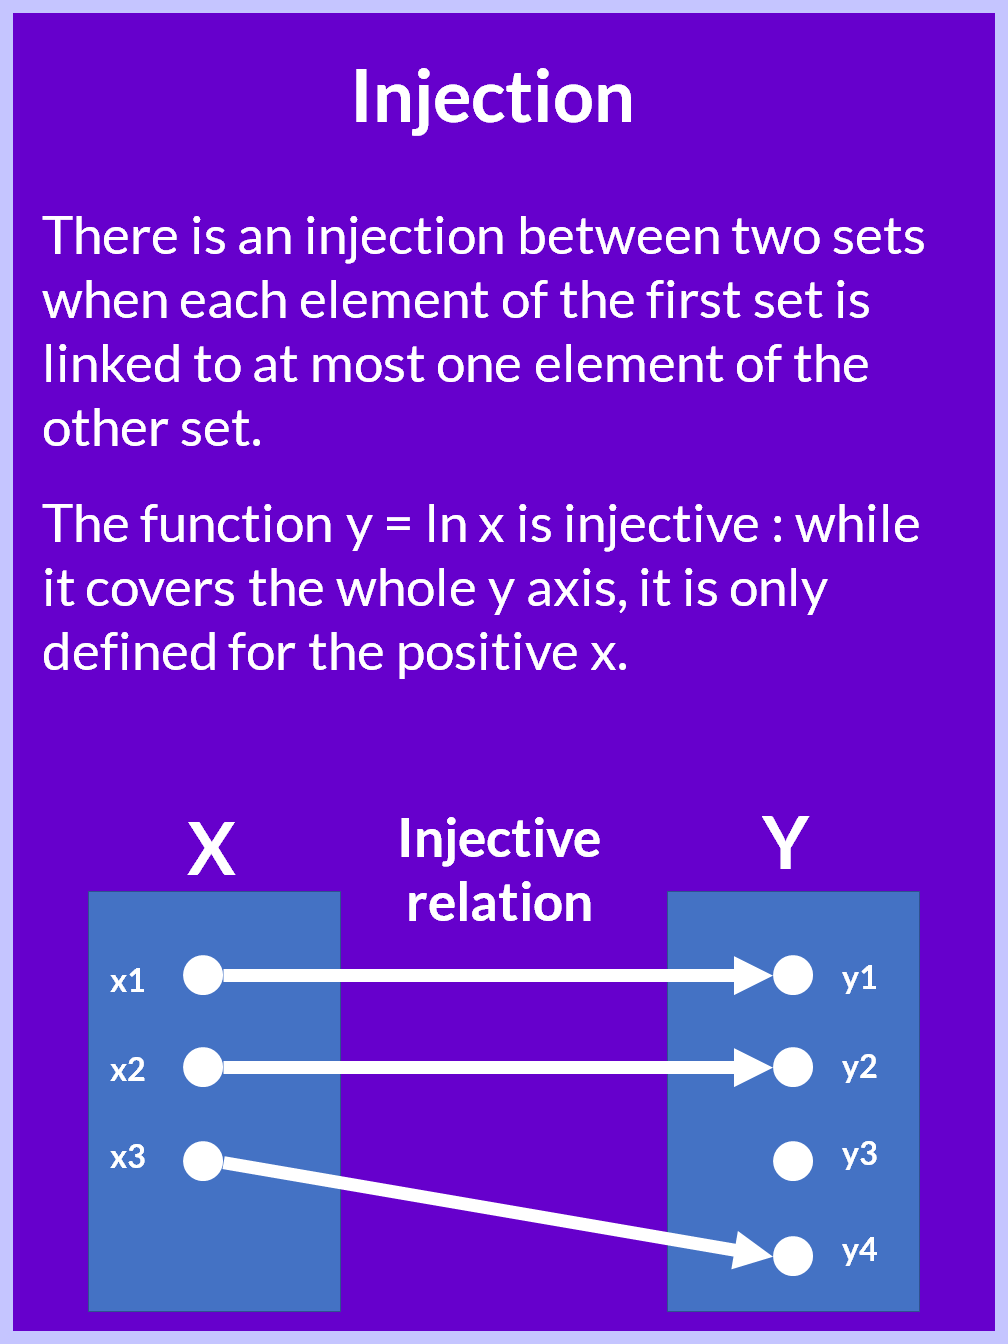 Injection
There is an injection between two sets
when each element of the first set is
linked to at most one element of the
other set.
The function y = ln x is injective : while
it covers the whole y axis, it is only
defined for the positive x.
X
Injective
relation
Y
x1
y1
x2
y2
x3
y3
y4